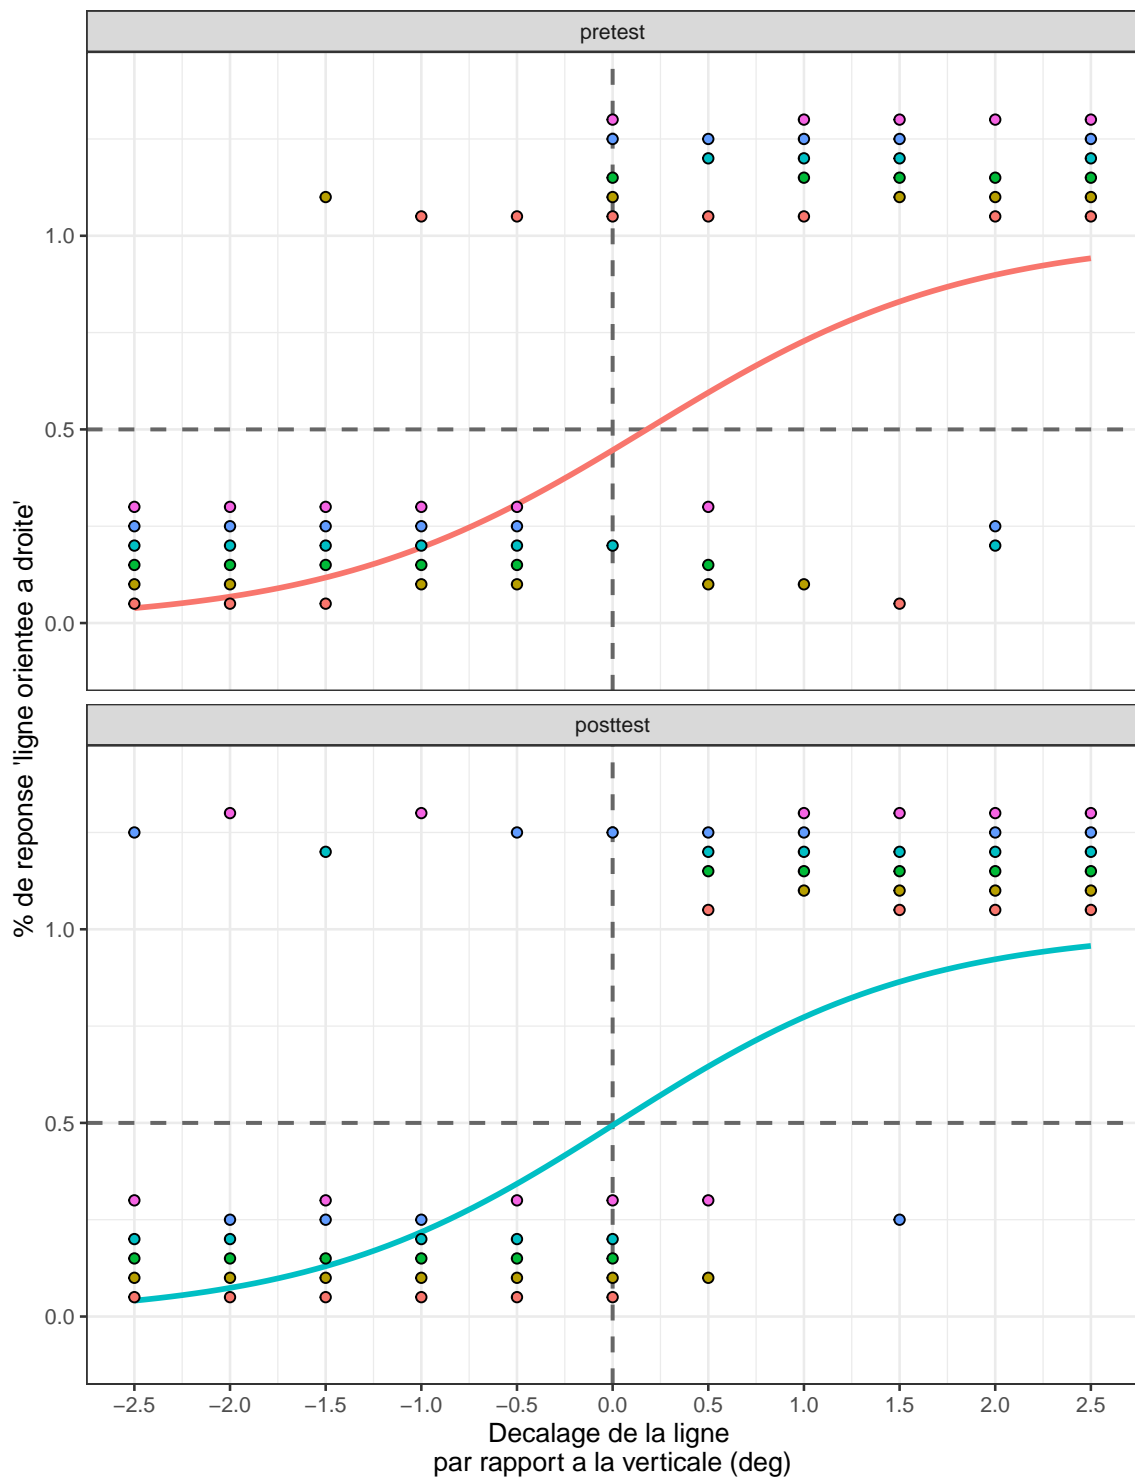 pretest
1.0
0.5
0.0
% de reponse 'ligne orientee a droite'
posttest
1.0
0.5
0.0
−2.5 −2.0 −1.5 −1.0 −0.5 0.0 0.5 1.0 1.5 2.0 2.5
Decalage de la ligne
par rapport a la verticale (deg)